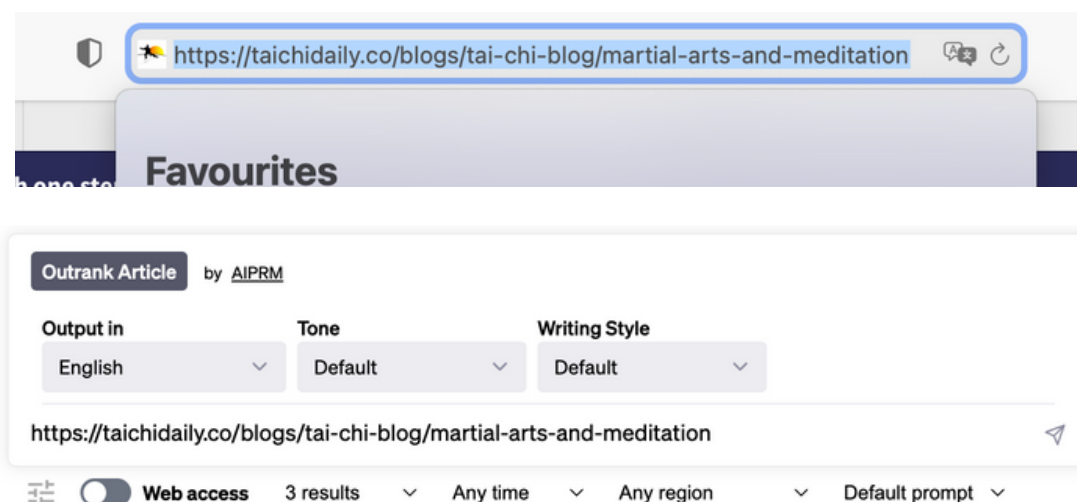 https://taichidaily.co/blogs/tai-chi-blog/martial-arts-and-meditation
Favourites
h one ste
Outrank Article by AIPRM
Output in Tone Writing Style
English Default Default
https://taichidaily.co/blogs/tai-chi-blog/martial-arts-and-meditation
Web access 3 results Any time Any region Default prompt